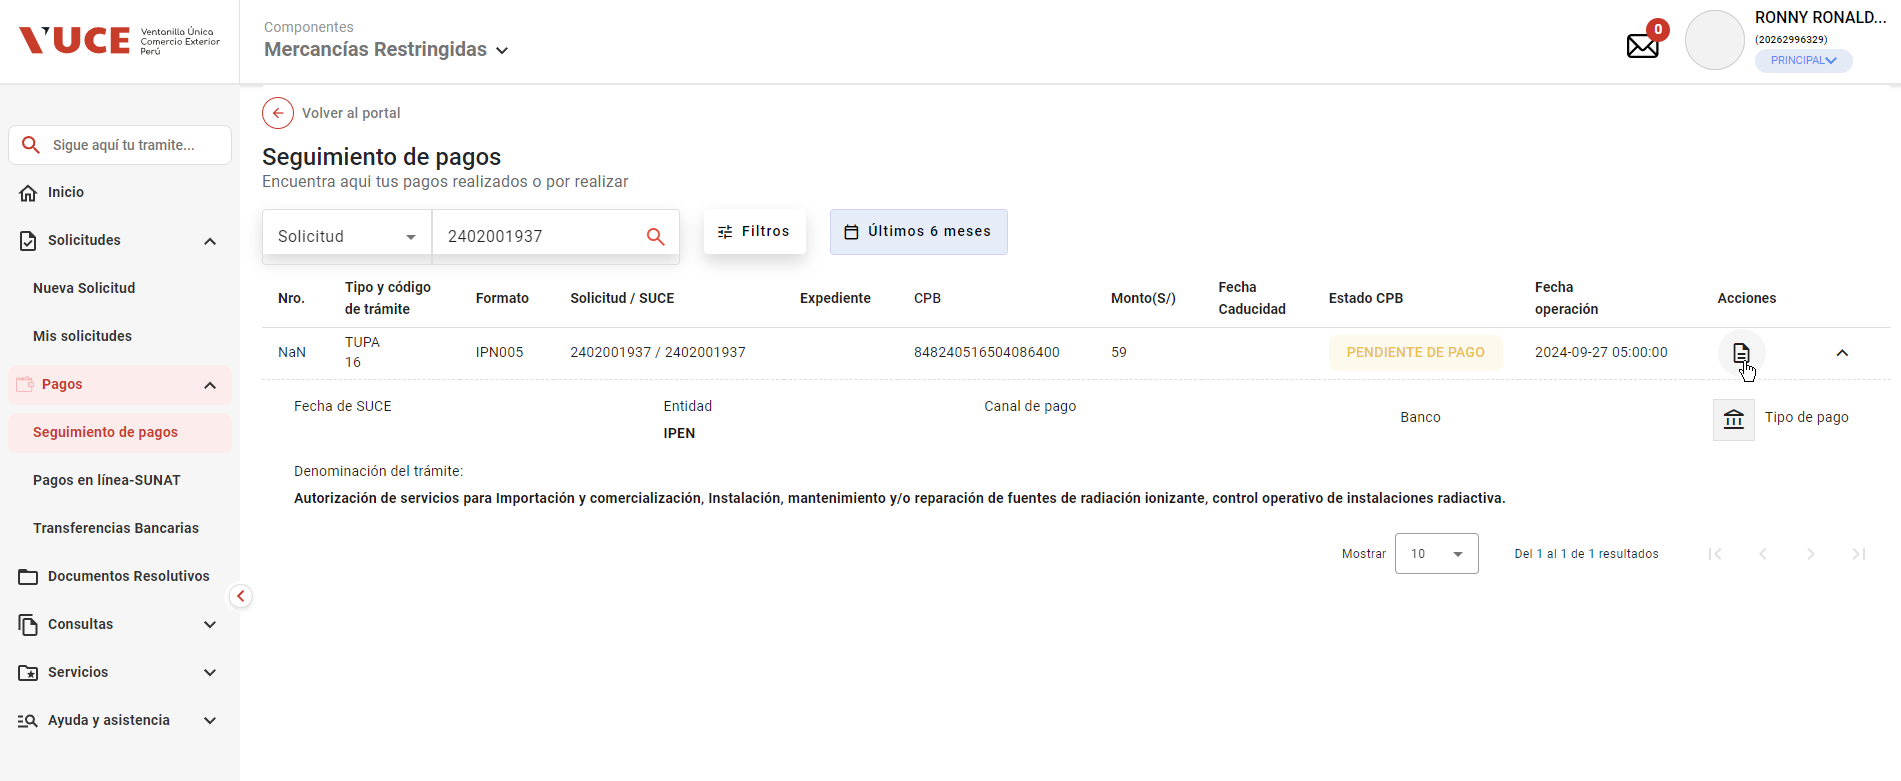 VUCE
Ventanilla Única
Comercio Exterior
Perú
Componentes
Mercancías Restringidas
0
RONNY RONALD...
(20262996329)
PRINCIPAL
Sigue aquí tu tramite...
Inicio
Solicitudes
Nueva Solicitud
Mis solicitudes
Pagos
Seguimiento de pagos
Pagos en línea-SUNAT
Transferencias Bancarias
Documentos Resolutivos
Consultas
Servicios
Ayuda y asistencia
Volver al portal
Seguimiento de pagos
Encuentra aqui tus pagos realizados o por realizar
Solicitud 2402001937 Filtros Últimos 6 meses
Nro. Tipo y código de trámite Formato Solicitud / SUCE Expediente CPB Monto(S/) Fecha Caducidad Estado CPB Fecha operación Acciones
NaN TUPA 16 IPN005 2402001937 / 2402001937 848240516504086400 59 PENDIENTE DE PAGO 2024-09-27 05:00:00
Fecha de SUCE Entidad Canal de pago Banco Tipo de pago
IPEN
Denominación del trámite:
Autorización de servicios para Importación y comercialización, Instalación, mantenimiento y/o reparación de fuentes de radiación ionizante, control operativo de instalaciones radiactiva.
Mostrar 10 Del 1 al 1 de 1 resultados